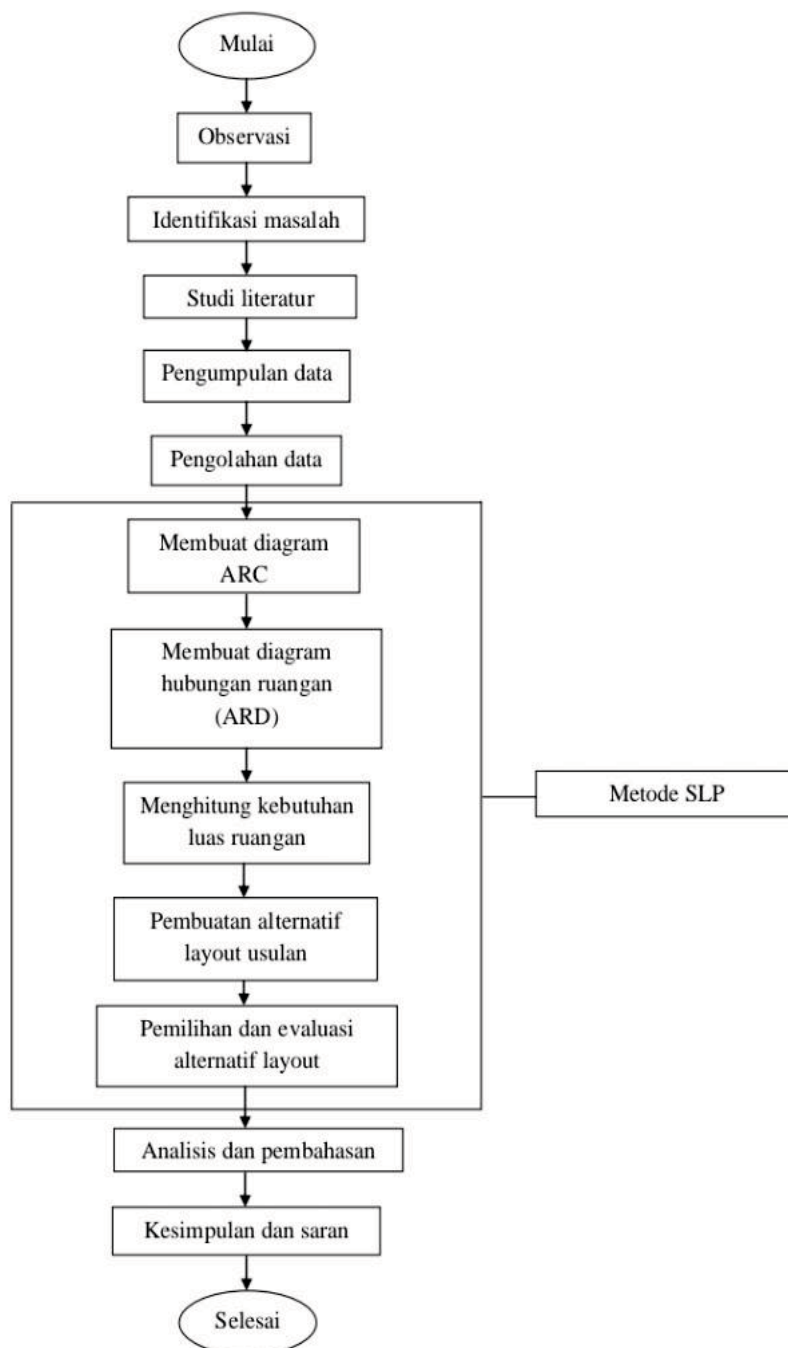 Mulai
Observasi
Identifikasi masalah
Studi literatur
Pengumpulan data
Pengolahan data
Membuat diagram
ARC
Membuat diagram
hubungan ruangan
(ARD)
Menghitung kebutuhan
luas ruangan
Metode SLP
Pembuatan alternatif
layout usulan
Pemilihan dan evaluasi
alternatif layout
Analisis dan pembahasan
Kesimpulan dan saran
Selesai